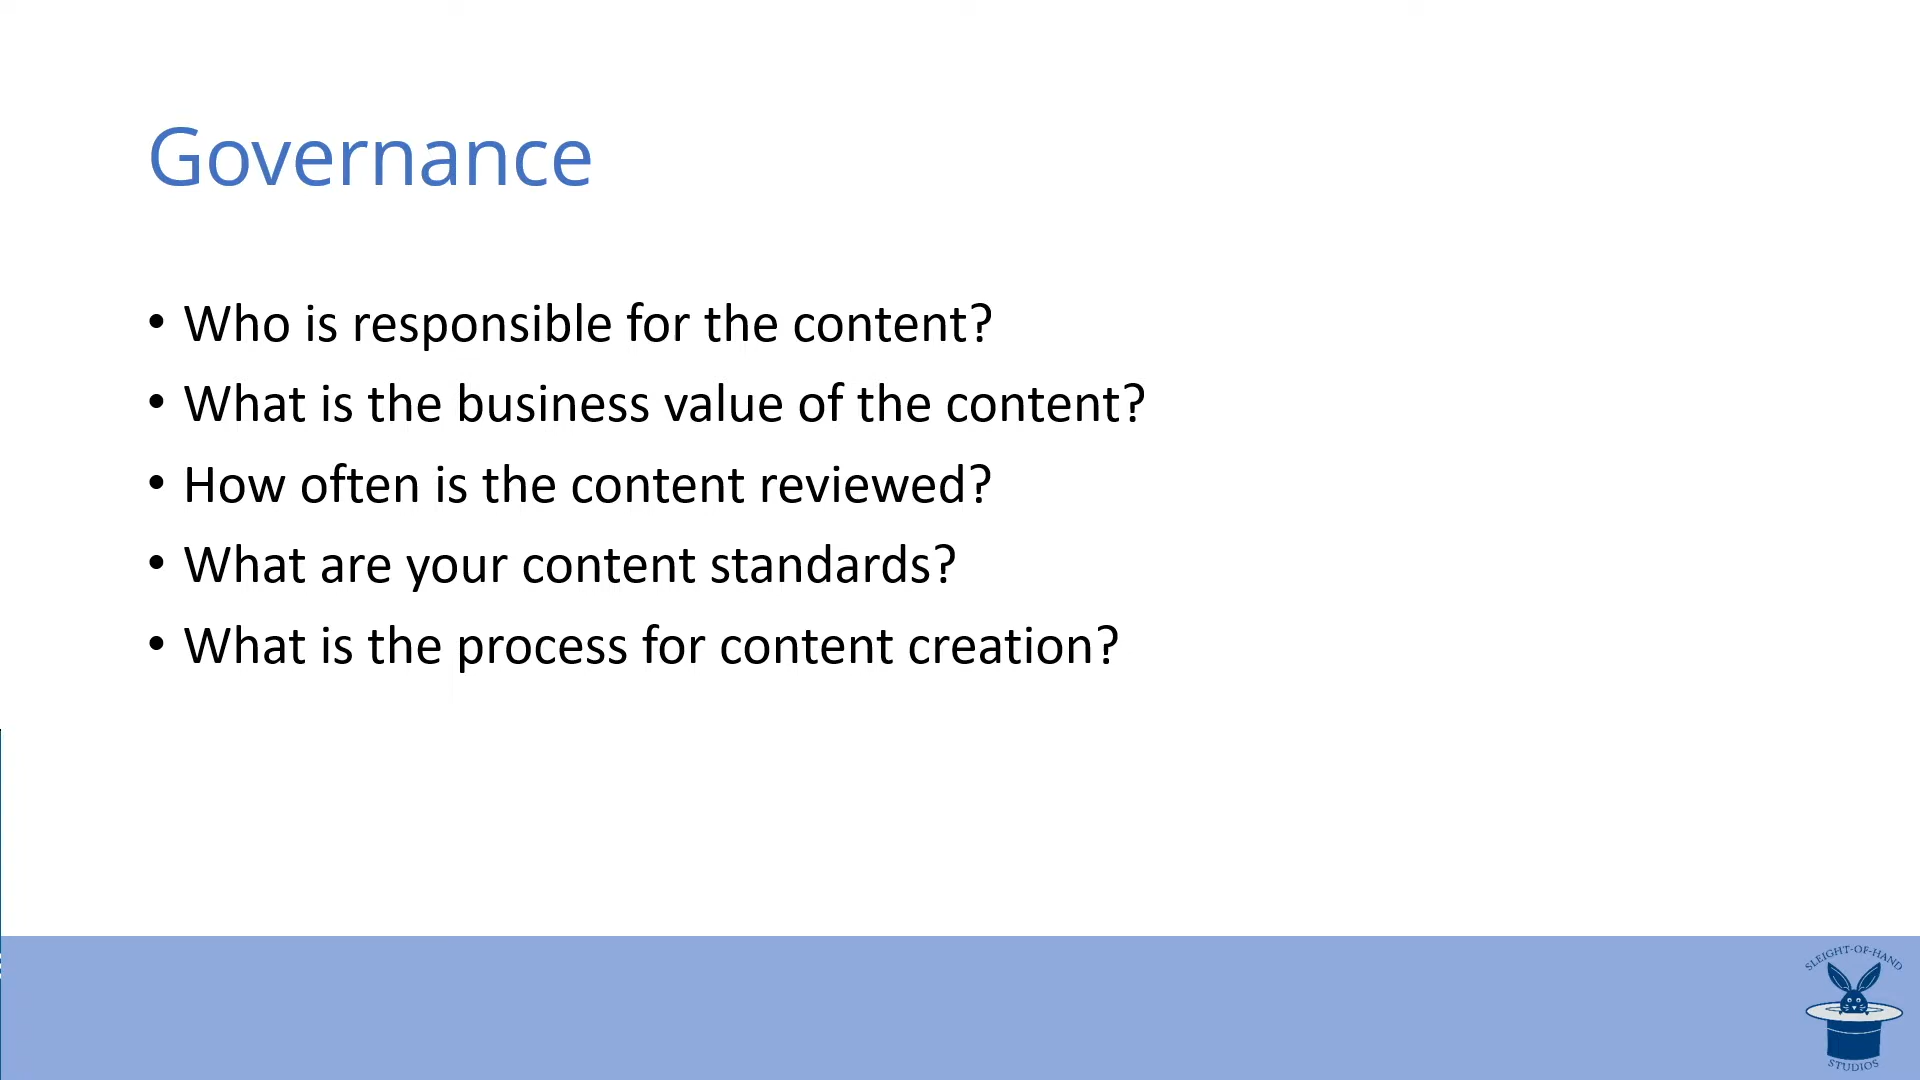 Governance
• Who is responsible for the content?
• What is the business value of the content?
• How often is the content reviewed?
• What are your content standards?
• What is the process for content creation?
SLEIGHT-OF-HAND
STUDIOS